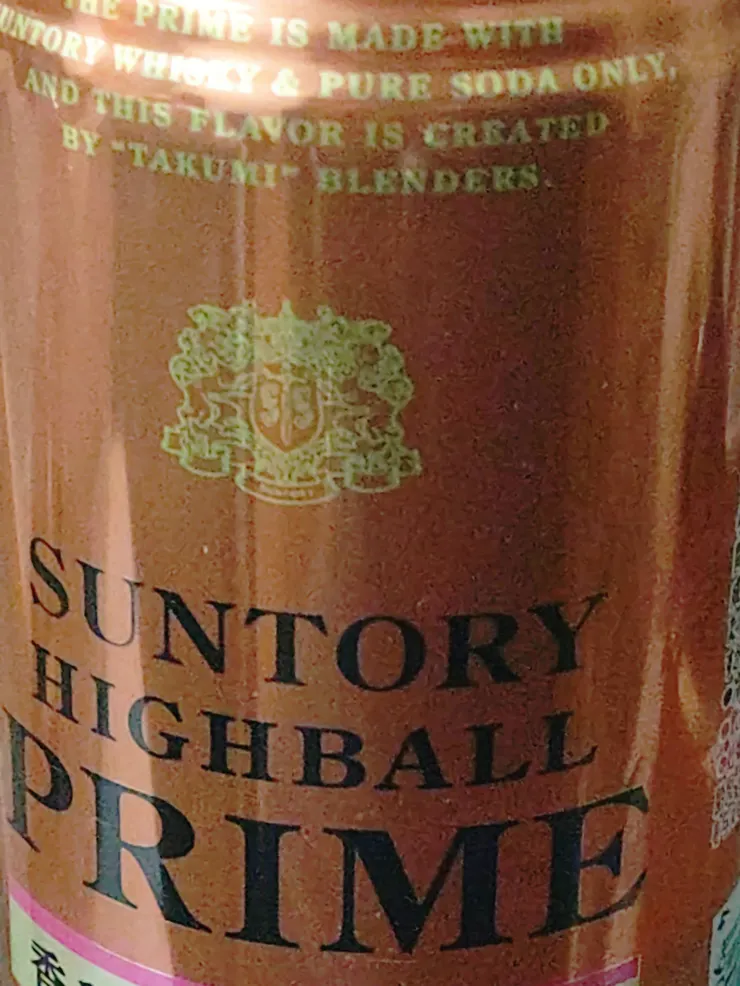 THE PRIME IS MADE WITH
SUNTORY WHISKY & PURE SODA ONLY,
AND THIS FLAVOR IS CREATED
BY "TAKUMI" BLENDERS.
SUNTORY
HIGHBALL
PRIME
香